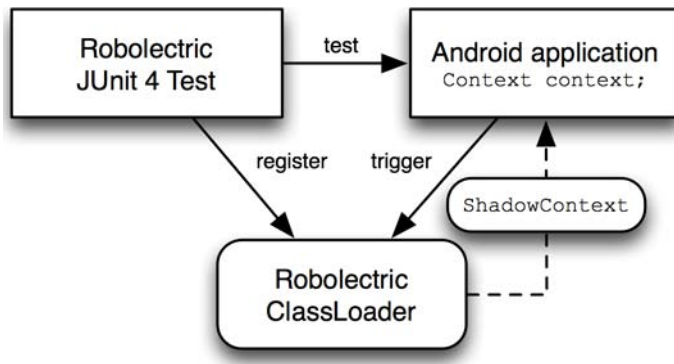 Robolectric
JUnit 4 Test
test
Android application
Context context;
register
trigger
ShadowContext
Robolectric
ClassLoader